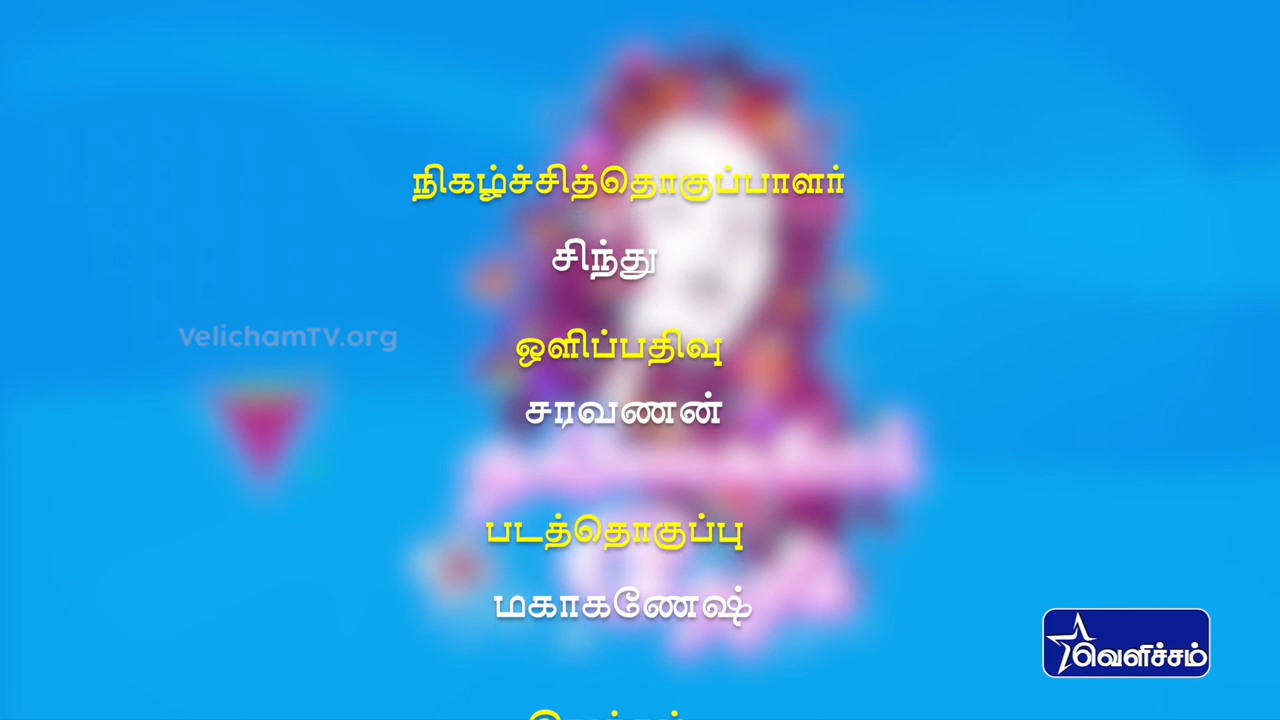 நிகழ்ச்சித்தொகுப்பாளர்
சிந்து
VelichamTV.org
ஒளிப்பதிவு
சரவணன்
படத்தொகுப்பு
மகாகணேஷ்
வெளிச்சம்